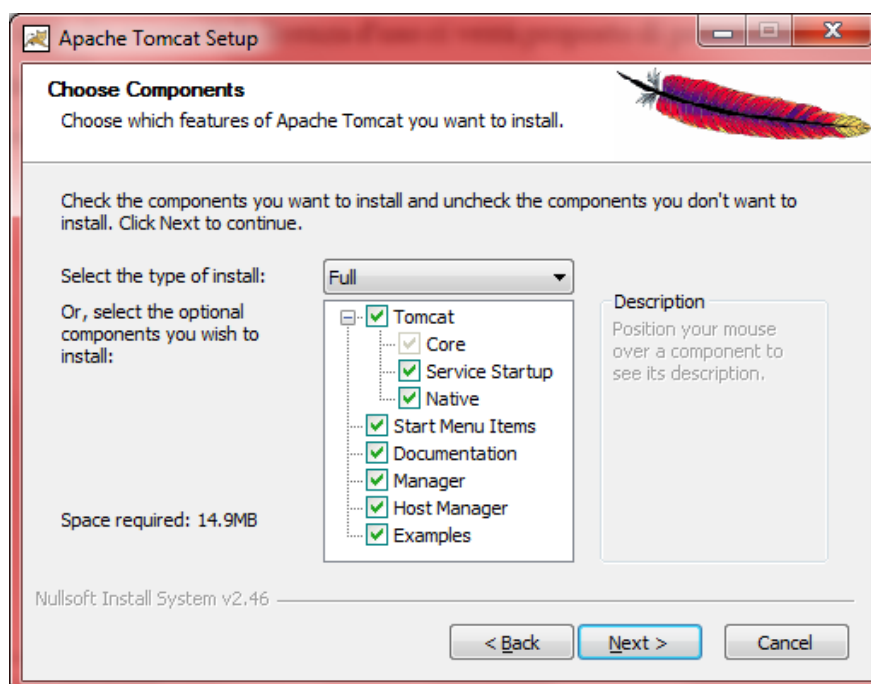 Apache Tomcat Setup
Choose Components
Choose which features of Apache Tomcat you want to install.
Check the components you want to install and uncheck the components you don't want to
install. Click Next to continue.
Select the type of install:
Full
Or, select the optional
components you wish to
install:
Tomcat
Core
Service Startup
Native
Start Menu Items
Documentation
Manager
Host Manager
Examples
Description
Position your mouse
over a component to
see its description.
Space required: 14.9MB
Nullsoft Install System v2.46
< Back
Next >
Cancel